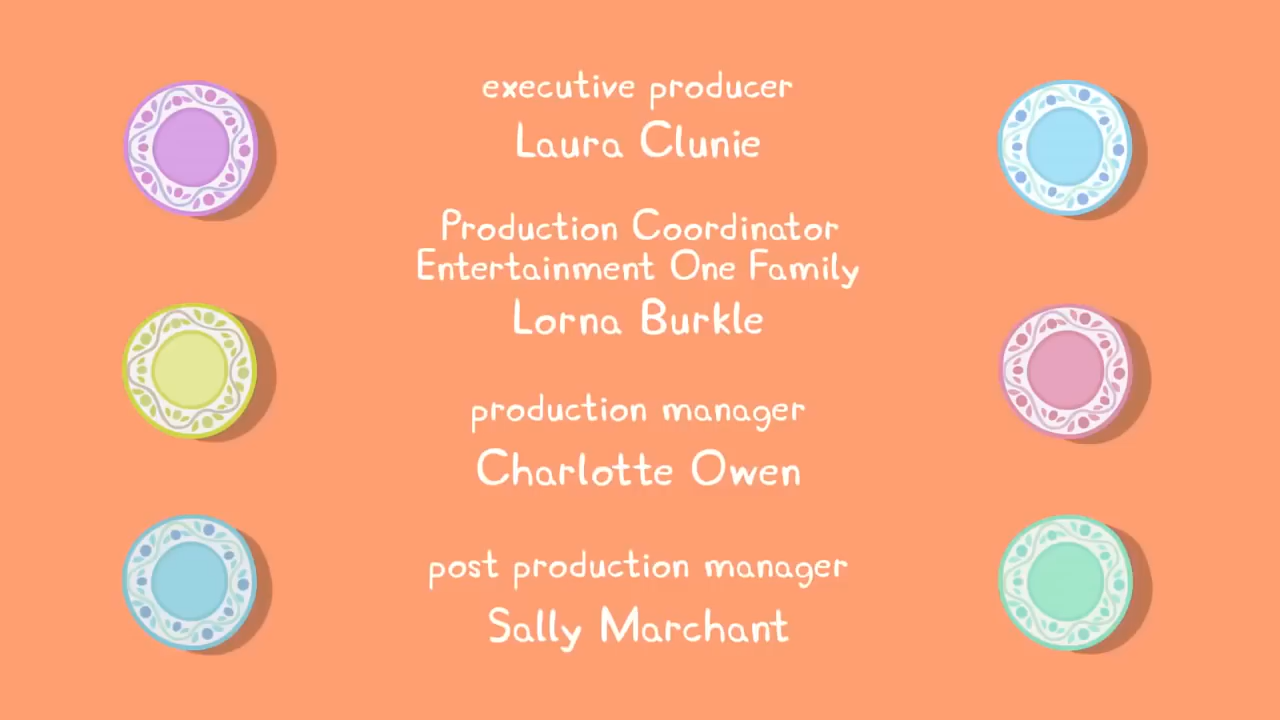 executive producer
Laura Clunie
Production Coordinator
Entertainment One Family
Lorna Burkle
production manager
Charlotte Owen
post production manager
Sally Marchant